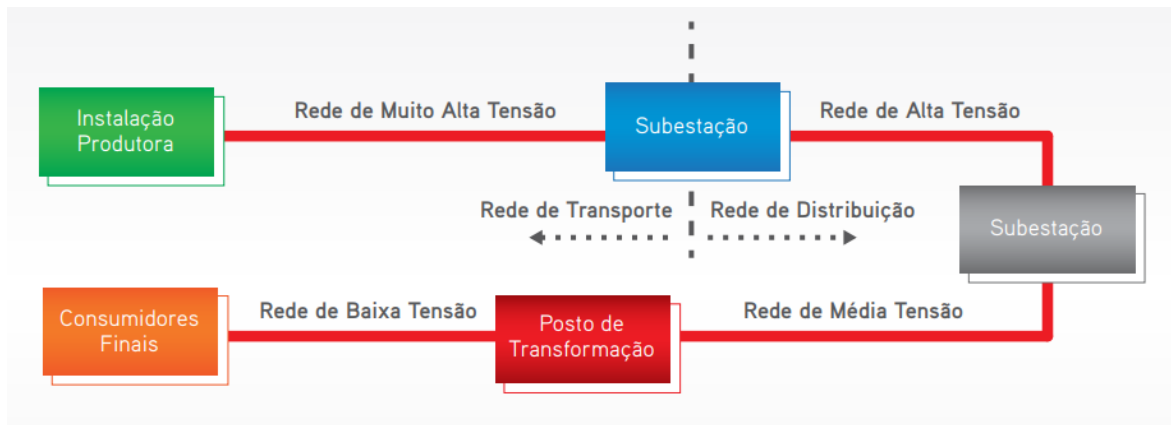 Instalação
Produtora
Rede de Muito Alta Tensão
Subestação
Rede de Alta Tensão
Rede de Transporte
Rede de Distribuição
Subestação
Consumidores
Finais
Rede de Baixa Tensão
Posto de
Transformação
Rede de Média Tensão